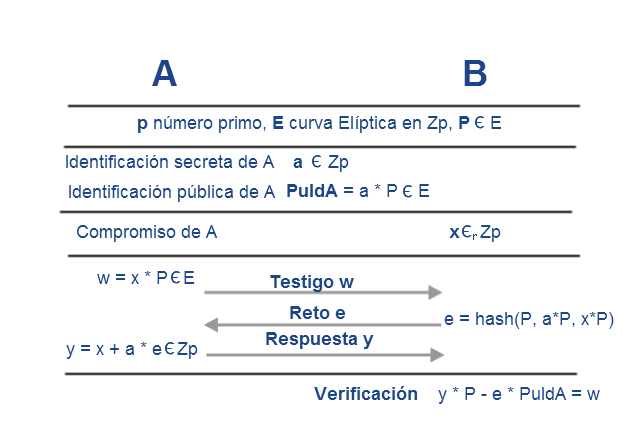 A B
p número primo, E curva Elíptica en Zp, P Є E
Identificación secreta de A a Є Zp
Identificación pública de A PuIdA = a * P Є E
Compromiso de A x Єr Zp
w = x * P Є E Testigo w
Reto e e = hash(P, a*P, x*P)
y = x + a * e Є Zp Respuesta y
Verificación y * P - e * PuIdA = w